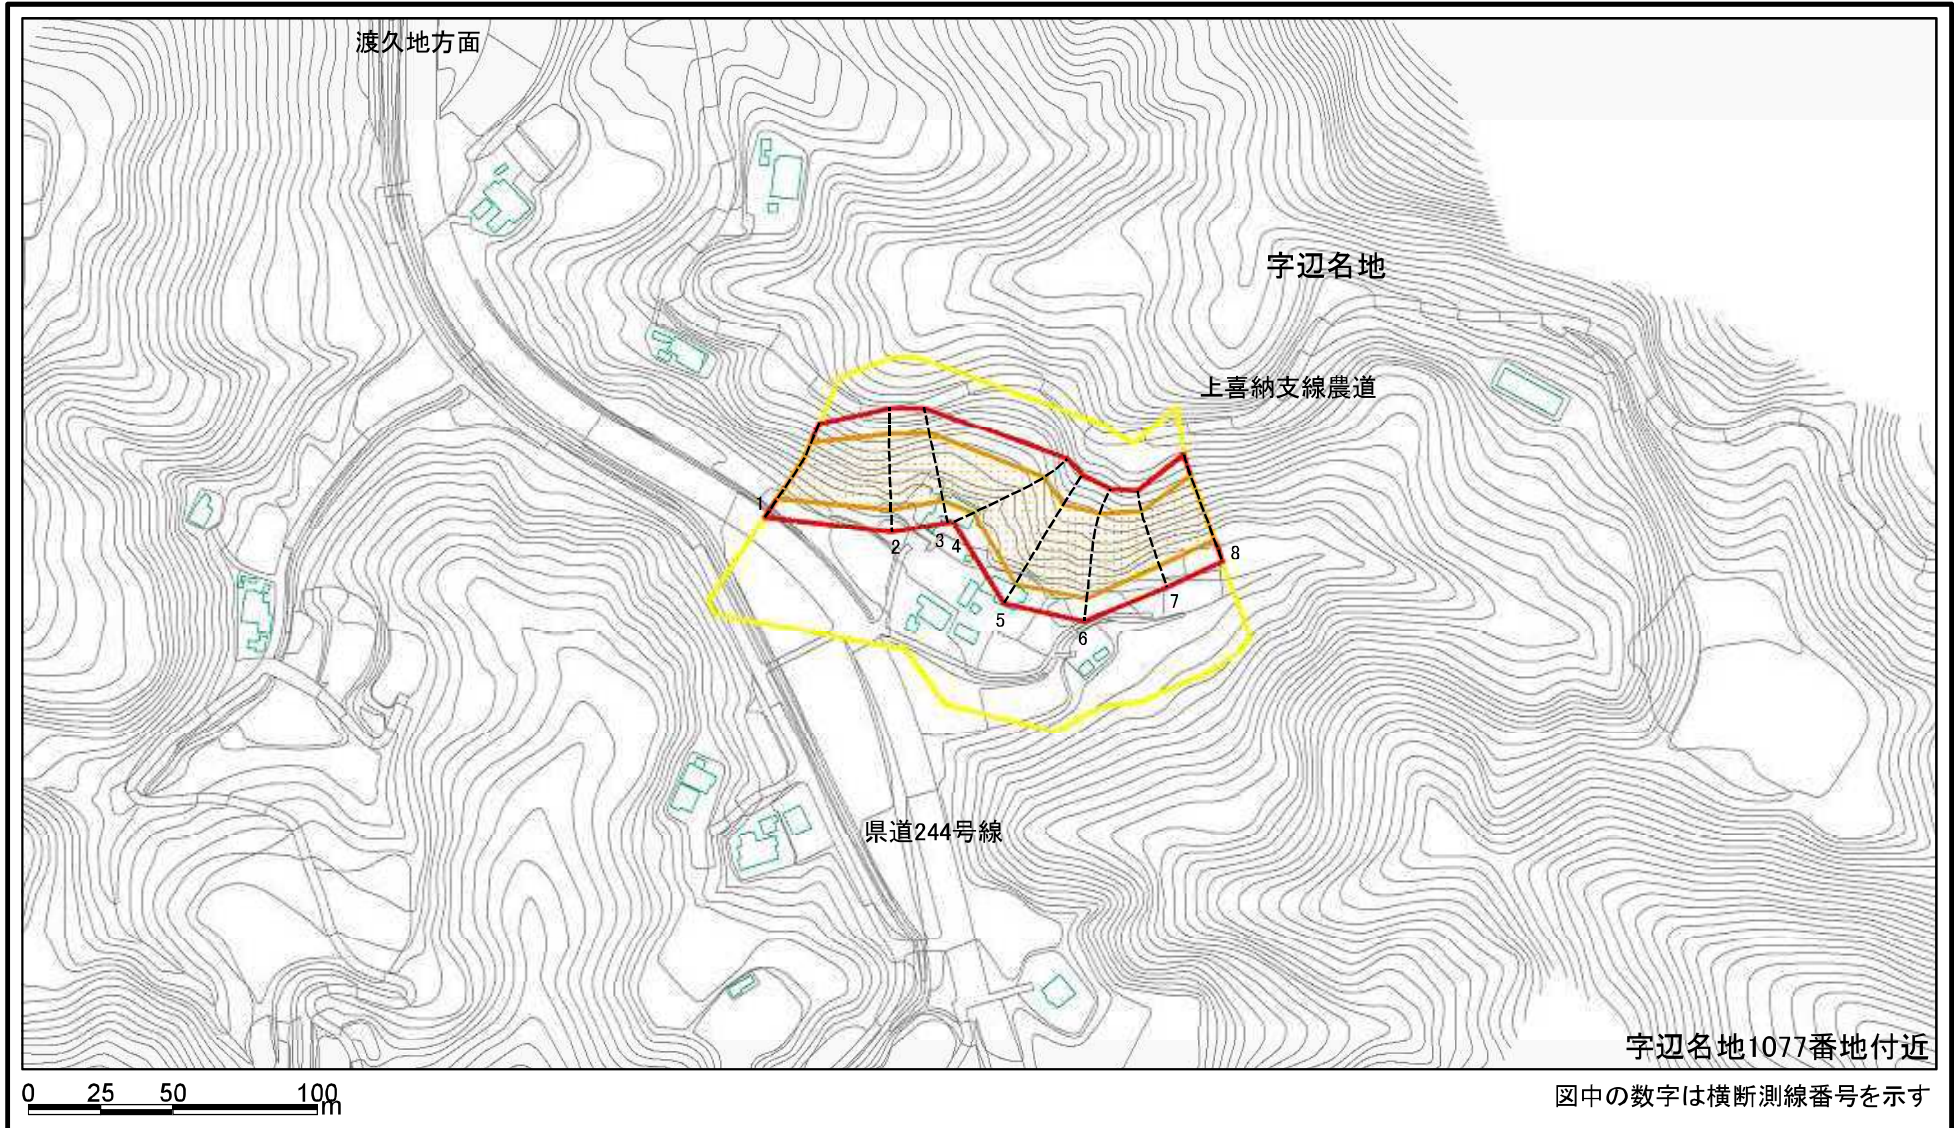 渡久地方面
字辺名地
上喜納支線農道
1
2
3
4
5
6
7
8
県道244号線
字辺名地1077番地付近
0 25 50 100
m
図中の数字は横断測線番号を示す